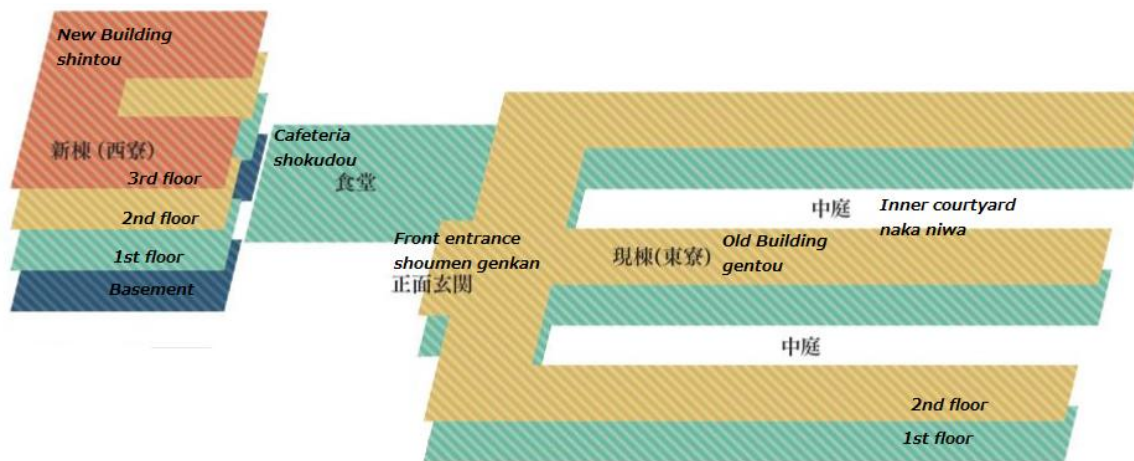 New Building
shintou
新棟(西寮)
3rd floor
2nd floor
1st floor
Basement
Cafeteria
shokudou
食堂
Front entrance
shoumen genkan
正面玄関
中庭
Inner courtyard
naka niwa
現棟(東寮)
Old Building
gentou
中庭
2nd floor
1st floor